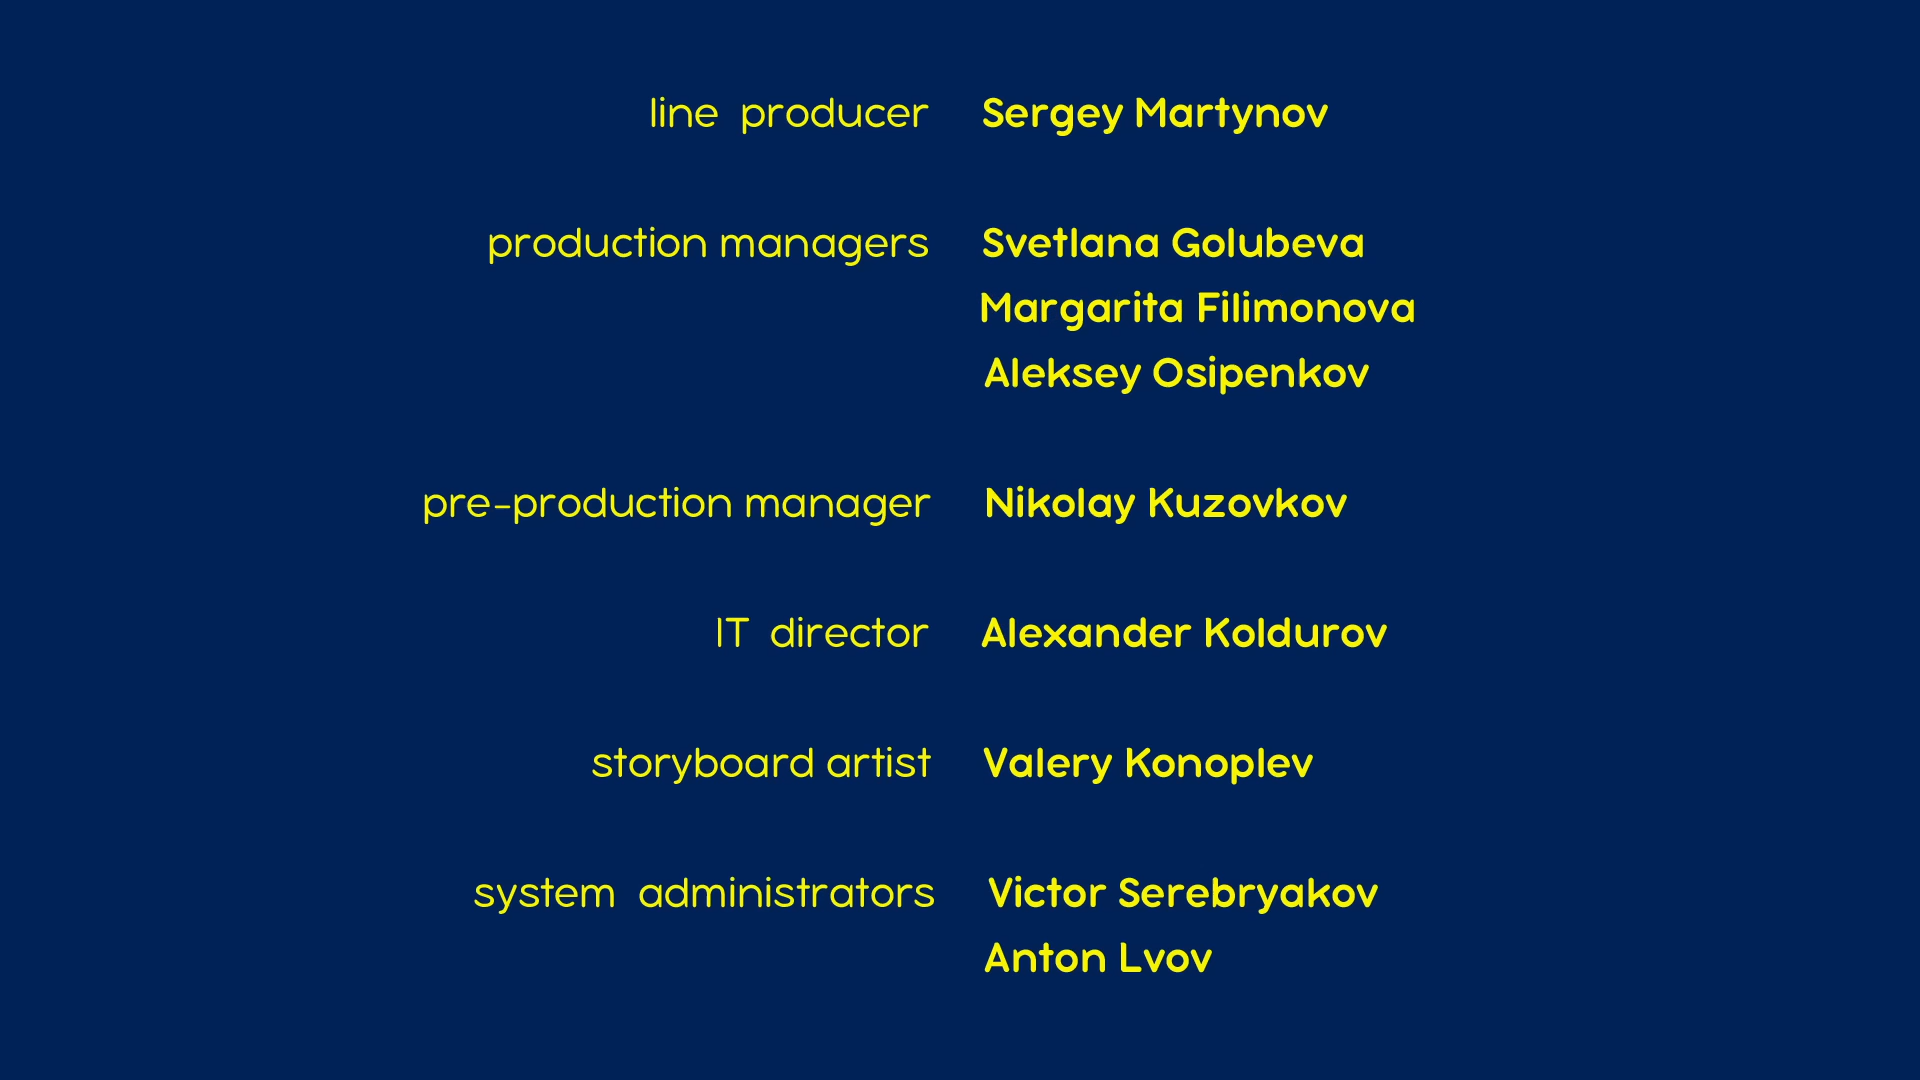 line producer Sergey Martynov
production managers Svetlana Golubeva
Margarita Filimonova
Aleksey Osipenkov
pre-production manager Nikolay Kuzovkov
IT director Alexander Koldurov
storyboard artist Valery Konoplev
system administrators Victor Serebryakov
Anton Lvov